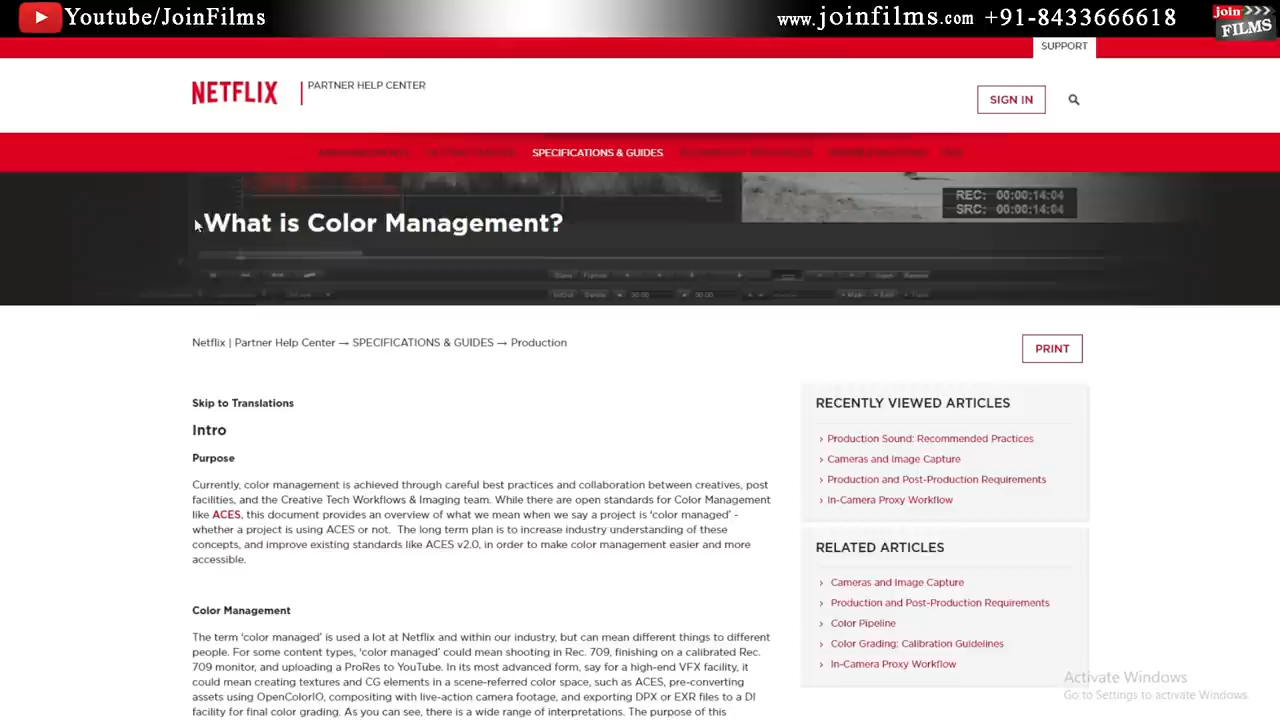 Youtube/JoinFilms
www.joinfilms.com +91-8433666618
join
FILMS
SUPPORT
NETFLIX
PARTNER HELP CENTER
SIGN IN
SPECIFICATIONS & GUIDES
REC: 00:00:14:04
SRC: 00:00:14:04
What is Color Management?
Netflix | Partner Help Center → SPECIFICATIONS & GUIDES → Production
PRINT
Skip to Translations
Intro
Purpose
Currently, color management is achieved through careful best practices and collaboration between creatives, post
facilities, and the Creative Tech Workflows & Imaging team. While there are open standards for Color Management
like ACES, this document provides an overview of what we mean when we say a project is ‘color managed’ -
whether a project is using ACES or not. The long term plan is to increase industry understanding of these
concepts, and improve existing standards like ACES v2.0, in order to make color management easier and more
accessible.
Color Management
The term ‘color managed’ is used a lot at Netflix and within our industry, but can mean different things to different
people. For some content types, ‘color managed’ could mean shooting in Rec. 709, finishing on a calibrated Rec.
709 monitor, and uploading a ProRes to YouTube. In its most advanced form, say for a high-end VFX facility, it
could mean creating textures and CG elements in a scene-referred color space, such as ACES, pre-converting
assets using OpenColorIO, compositing with live-action camera footage, and exporting DPX or EXR files to a DI
facility for final color grading. As you can see, there is a wide range of interpretations. The purpose of this
RECENTLY VIEWED ARTICLES
› Production Sound: Recommended Practices
› Cameras and Image Capture
› Production and Post-Production Requirements
› In-Camera Proxy Workflow
RELATED ARTICLES
› Cameras and Image Capture
› Production and Post-Production Requirements
› Color Pipeline
› Color Grading: Calibration Guidelines
› In-Camera Proxy Workflow
Activate Windows
Go to Settings to activate Windows.